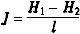 J = (H₁ − H₂) / l